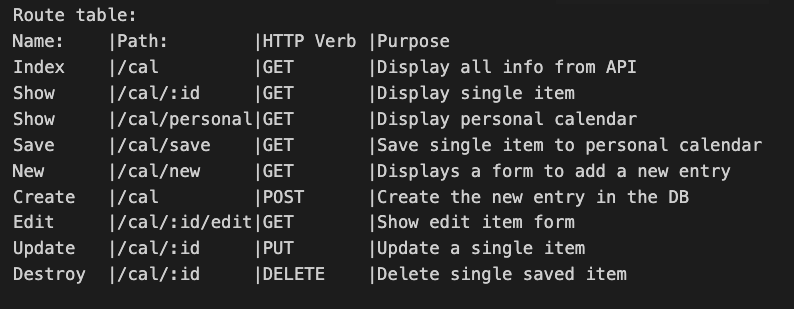 Route table:
Name:    |Path:        |HTTP Verb |Purpose
Index    |/cal         |GET       |Display all info from API
Show     |/cal/:id     |GET       |Display single item
Show     |/cal/personal|GET       |Display personal calendar
Save     |/cal/save    |GET       |Save single item to personal calendar
New      |/cal/new     |GET       |Displays a form to add a new entry
Create   |/cal         |POST      |Create the new entry in the DB
Edit     |/cal/:id/edit|GET       |Show edit item form
Update   |/cal/:id     |PUT       |Update a single item
Destroy  |/cal/:id     |DELETE    |Delete single saved item